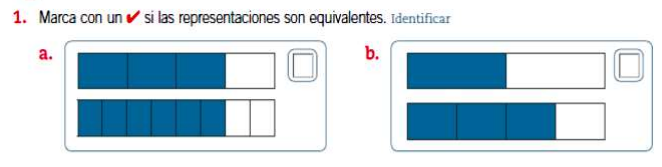 1. Marca con un ✔ si las representaciones son equivalentes. Identificar
a.
b.